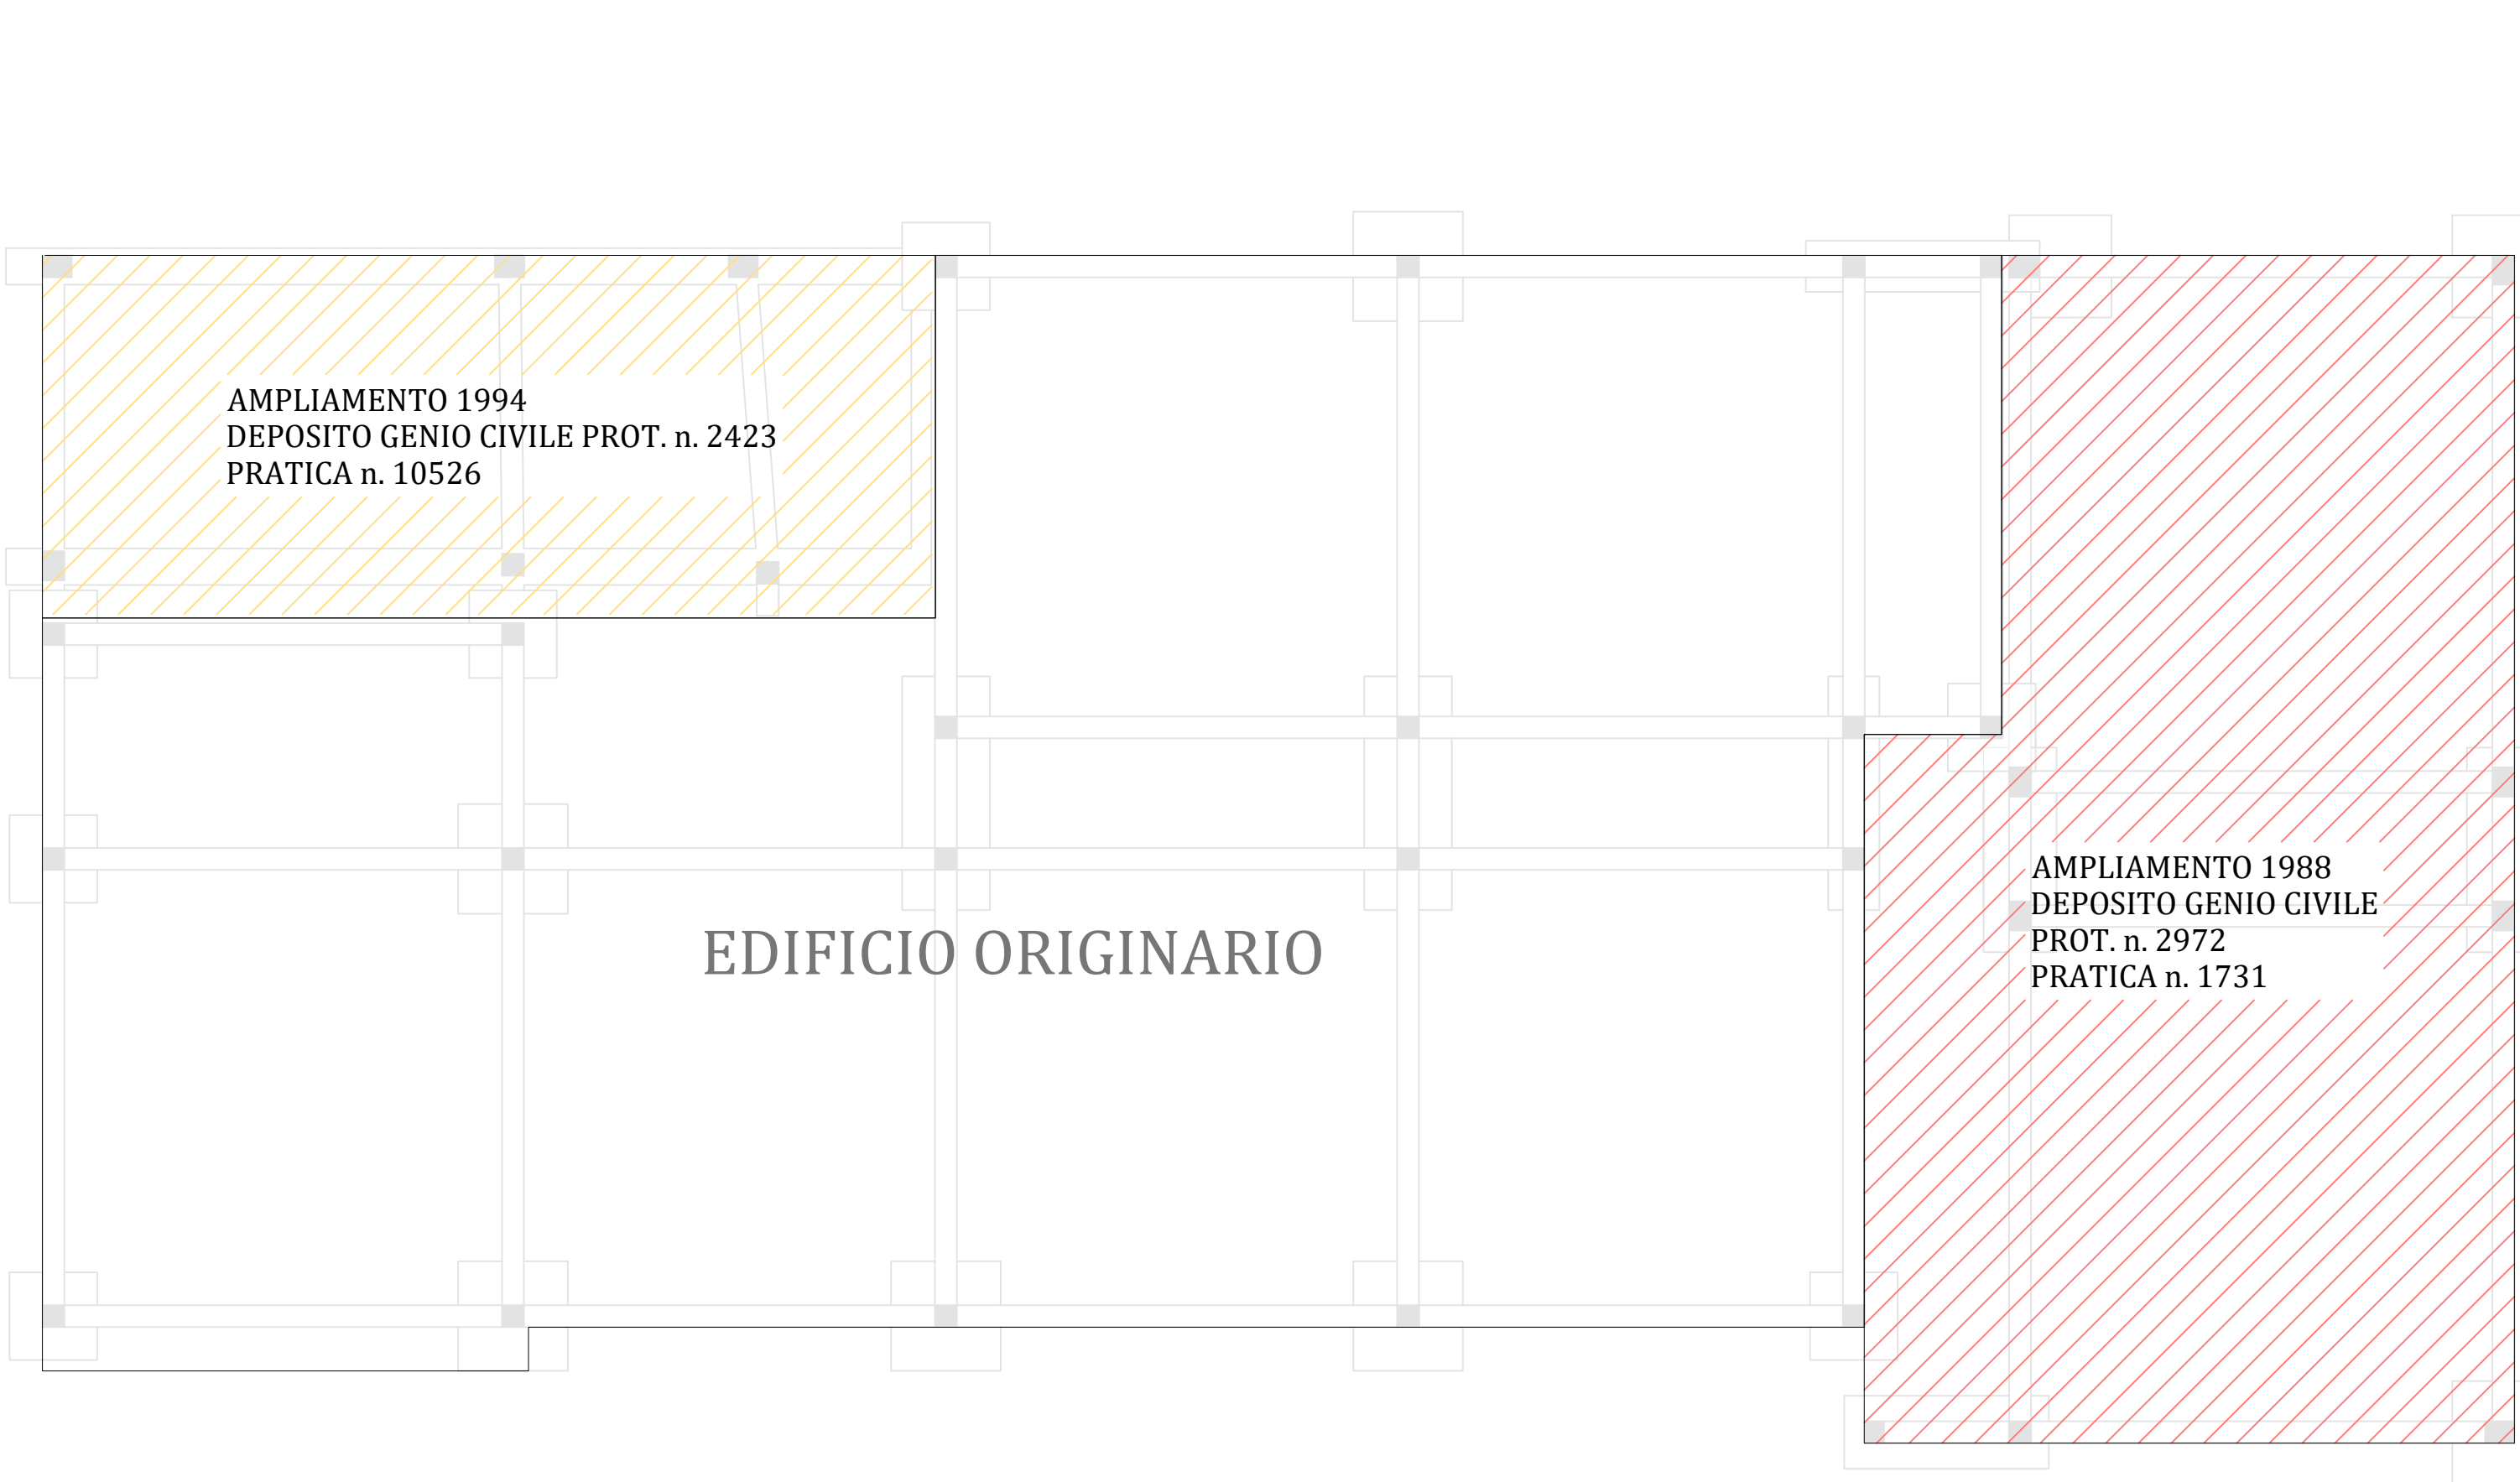 AMPLIAMENTO 1994
DEPOSITO GENIO CIVILE PROT. n. 2423
PRATICA n. 10526
AMPLIAMENTO 1988
DEPOSITO GENIO CIVILE
PROT. n. 2972
PRATICA n. 1731
EDIFICIO ORIGINARIO